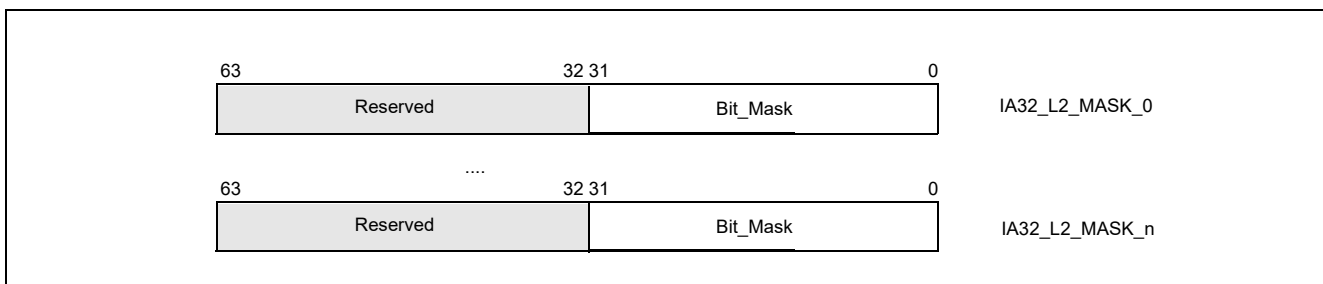 63 32 31 0
Reserved Bit_Mask IA32_L2_MASK_0
....
63 32 31 0
Reserved Bit_Mask IA32_L2_MASK_n